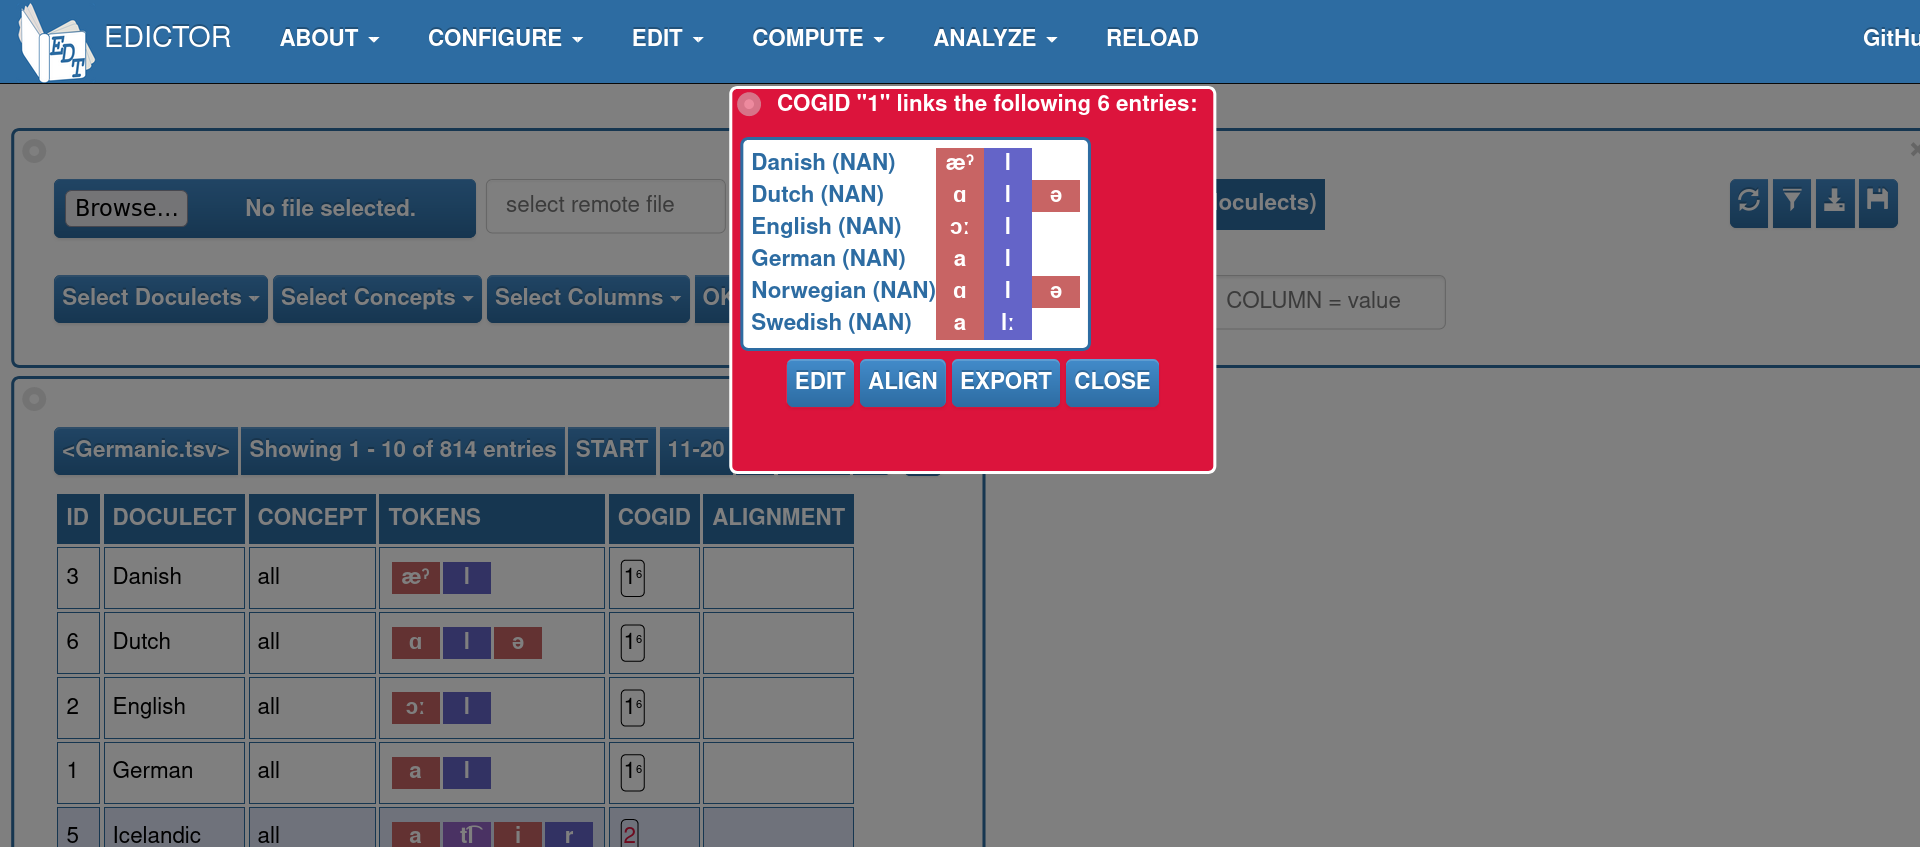 EDICTOR ABOUT CONFIGURE EDIT COMPUTE ANALYZE RELOAD GitHu
EDT
COGID "1" links the following 6 entries:
Danish (NAN) æˀ l
Dutch (NAN) ɑ l ə
English (NAN) ɔː l
German (NAN) a l
Norwegian (NAN) ɑ l ə
Swedish (NAN) a lː
EDIT ALIGN EXPORT CLOSE
Browse... No file selected. select remote file oculects)
Select Doculects Select Concepts Select Columns OK COLUMN = value
<Germanic.tsv> Showing 1 - 10 of 814 entries START 11-20
ID DOCULECT CONCEPT TOKENS COGID ALIGNMENT
3 Danish all æˀ l 1⁶
6 Dutch all ɑ l ə 1⁶
2 English all ɔː l 1⁶
1 German all a l 1⁶
5 Icelandic all a t͡l i r 2